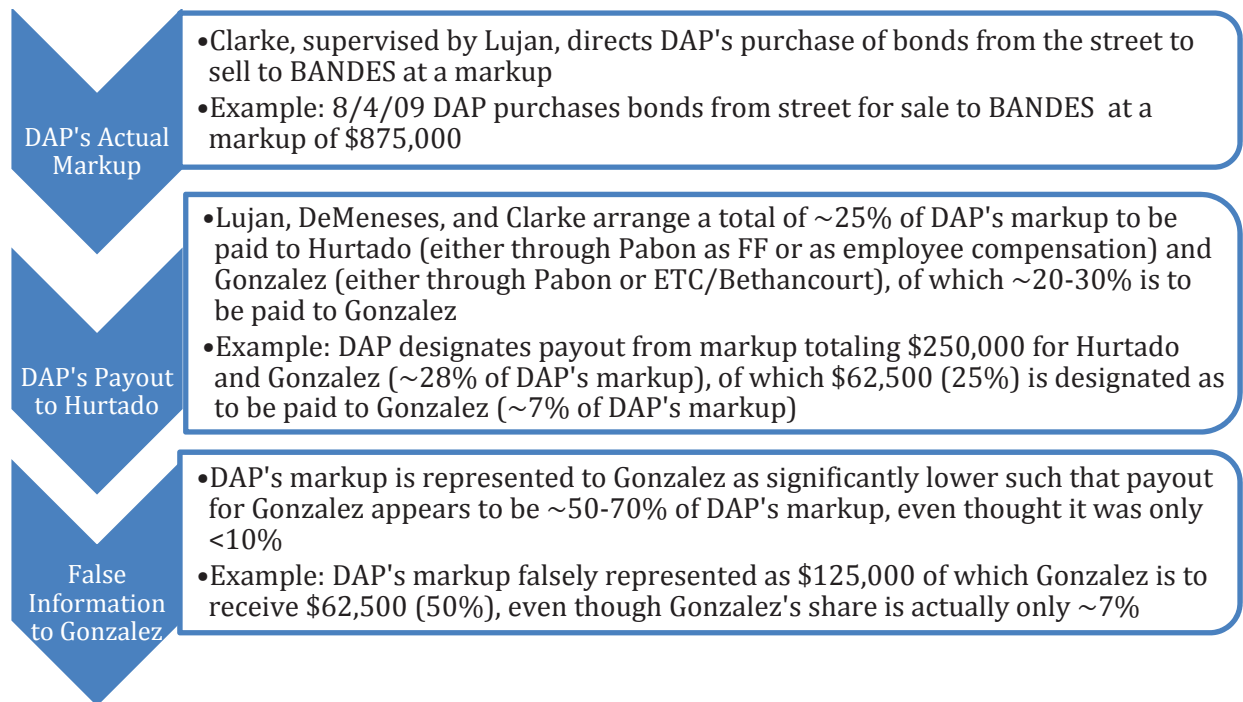 DAP's Actual
Markup
•Clarke, supervised by Lujan, directs DAP's purchase of bonds from the street to
sell to BANDES at a markup
•Example: 8/4/09 DAP purchases bonds from street for sale to BANDES at a
markup of $875,000
DAP's Payout
to Hurtado
•Lujan, DeMeneses, and Clarke arrange a total of ~25% of DAP's markup to be
paid to Hurtado (either through Pabon as FF or as employee compensation) and
Gonzalez (either through Pabon or ETC/Bethancourt), of which ~20-30% is to
be paid to Gonzalez
•Example: DAP designates payout from markup totaling $250,000 for Hurtado
and Gonzalez (~28% of DAP's markup), of which $62,500 (25%) is designated as
to be paid to Gonzalez (~7% of DAP's markup)
False
Information
to Gonzalez
•DAP's markup is represented to Gonzalez as significantly lower such that payout
for Gonzalez appears to be ~50-70% of DAP's markup, even thought it was only
<10%
•Example: DAP's markup falsely represented as $125,000 of which Gonzalez is to
receive $62,500 (50%), even though Gonzalez's share is actually only ~7%